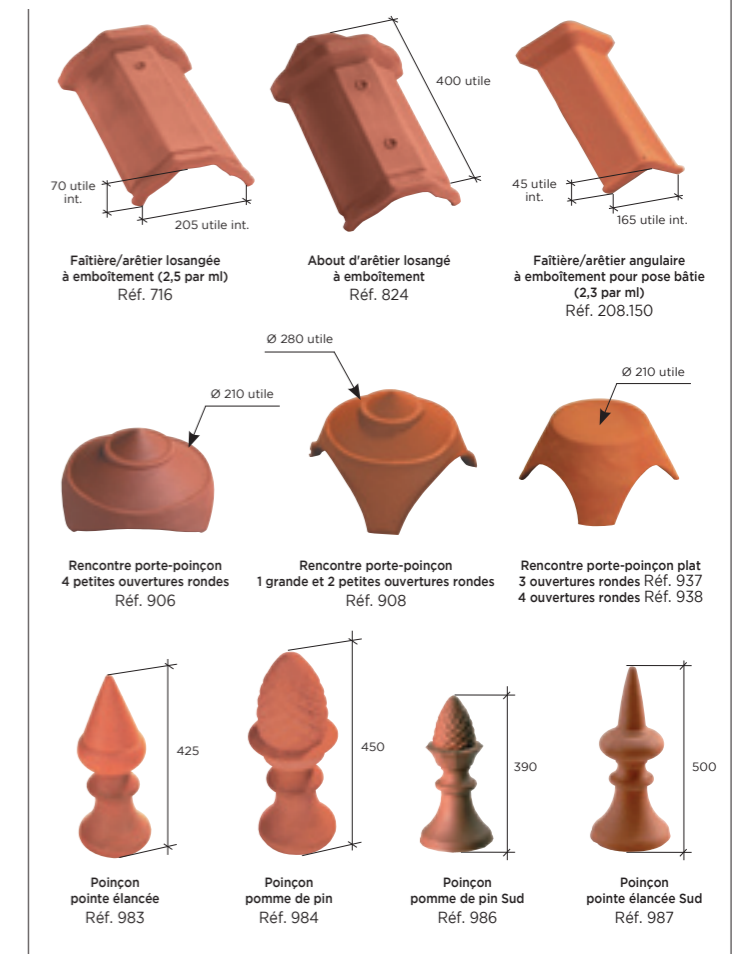 400 utile
70 utile
int.
205 utile int.
45 utile
int.
165 utile int.
Faîtière/arêtier losangée
à emboîtement (2,5 par ml)
Réf. 716
About d'arêtier losangé
à emboîtement
Réf. 824
Faîtière/arêtier angulaire
à emboîtement pour pose bâtie
(2,3 par ml)
Réf. 208.150
Ø 280 utile
Ø 210 utile
Ø 210 utile
Rencontre porte-poinçon
4 petites ouvertures rondes
Réf. 906
Rencontre porte-poinçon
1 grande et 2 petites ouvertures rondes
Réf. 908
Rencontre porte-poinçon plat
3 ouvertures rondes Réf. 937
4 ouvertures rondes Réf. 938
425
450
390
500
Poinçon
pointe élancée
Réf. 983
Poinçon
pomme de pin
Réf. 984
Poinçon
pomme de pin Sud
Réf. 986
Poinçon
pointe élancée Sud
Réf. 987